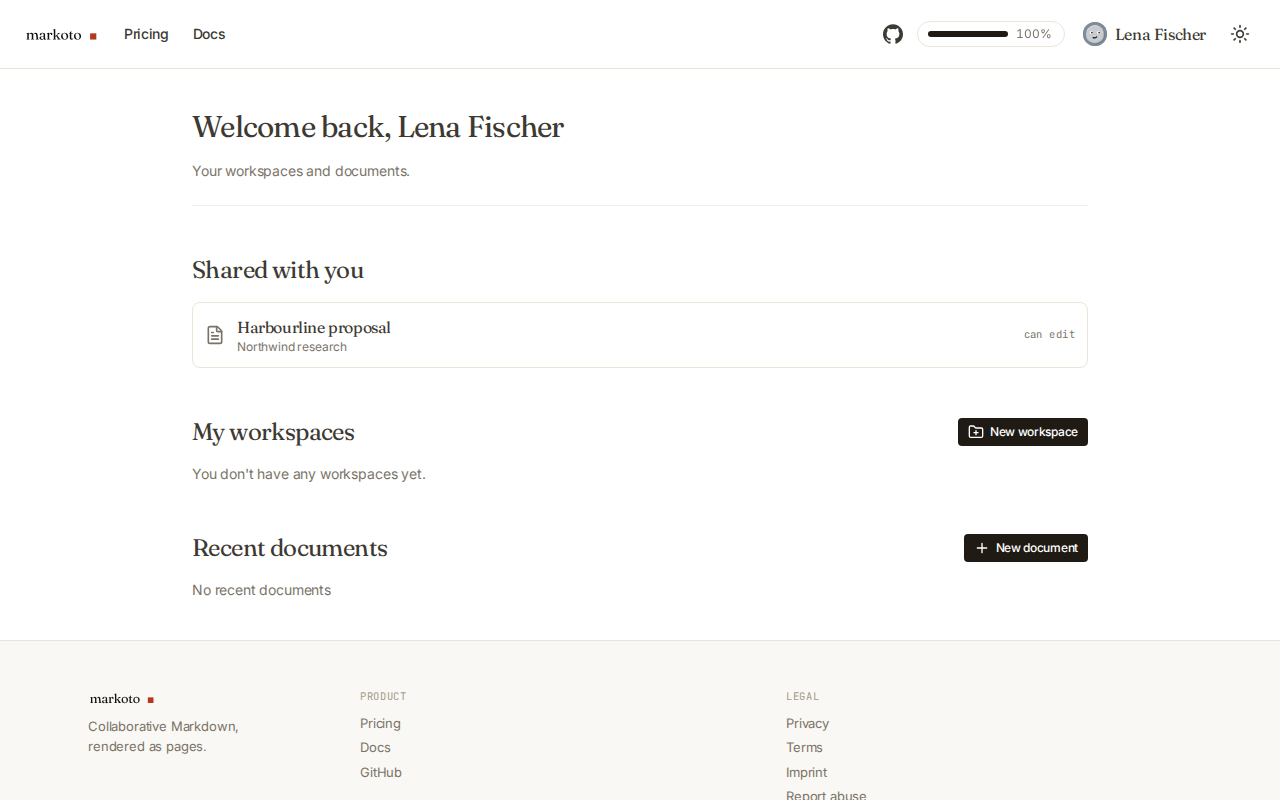 markoto
Pricing
Docs
100%
Lena Fischer
Welcome back, Lena Fischer
Your workspaces and documents.
Shared with you
Harbourline proposal
Northwind research
can edit
My workspaces
New workspace
You don't have any workspaces yet.
Recent documents
New document
No recent documents
markoto
Collaborative Markdown,
rendered as pages.
PRODUCT
Pricing
Docs
GitHub
LEGAL
Privacy
Terms
Imprint
Report abuse